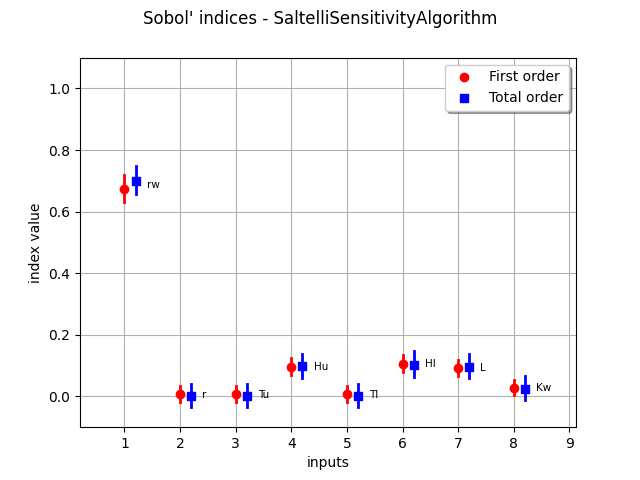 Sobol' indices - SaltelliSensitivityAlgorithm
First order
Total order
1.0
0.8
0.6
0.4
0.2
0.0
index value
rw
r
Tu
Hu
Tl
Hl
L
Kw
1 2 3 4 5 6 7 8 9
inputs